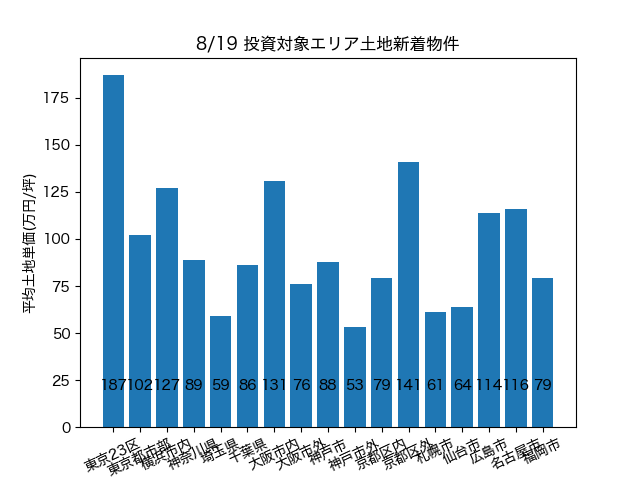 8/19 投資対象エリア土地新着物件
平均土地単価(万円/坪)
175
150
125
100
75
50
25
0
187 102 127 89 59 86 131 76 88 53 79 141 61 64 114 116 79
東京23区
東京都市部
横浜市内
神奈川県
埼玉県
千葉県
大阪市内
大阪市外
神戸市
神戸市外
京都区内
京都区外
札幌市
仙台市
広島市
名古屋市
福岡市